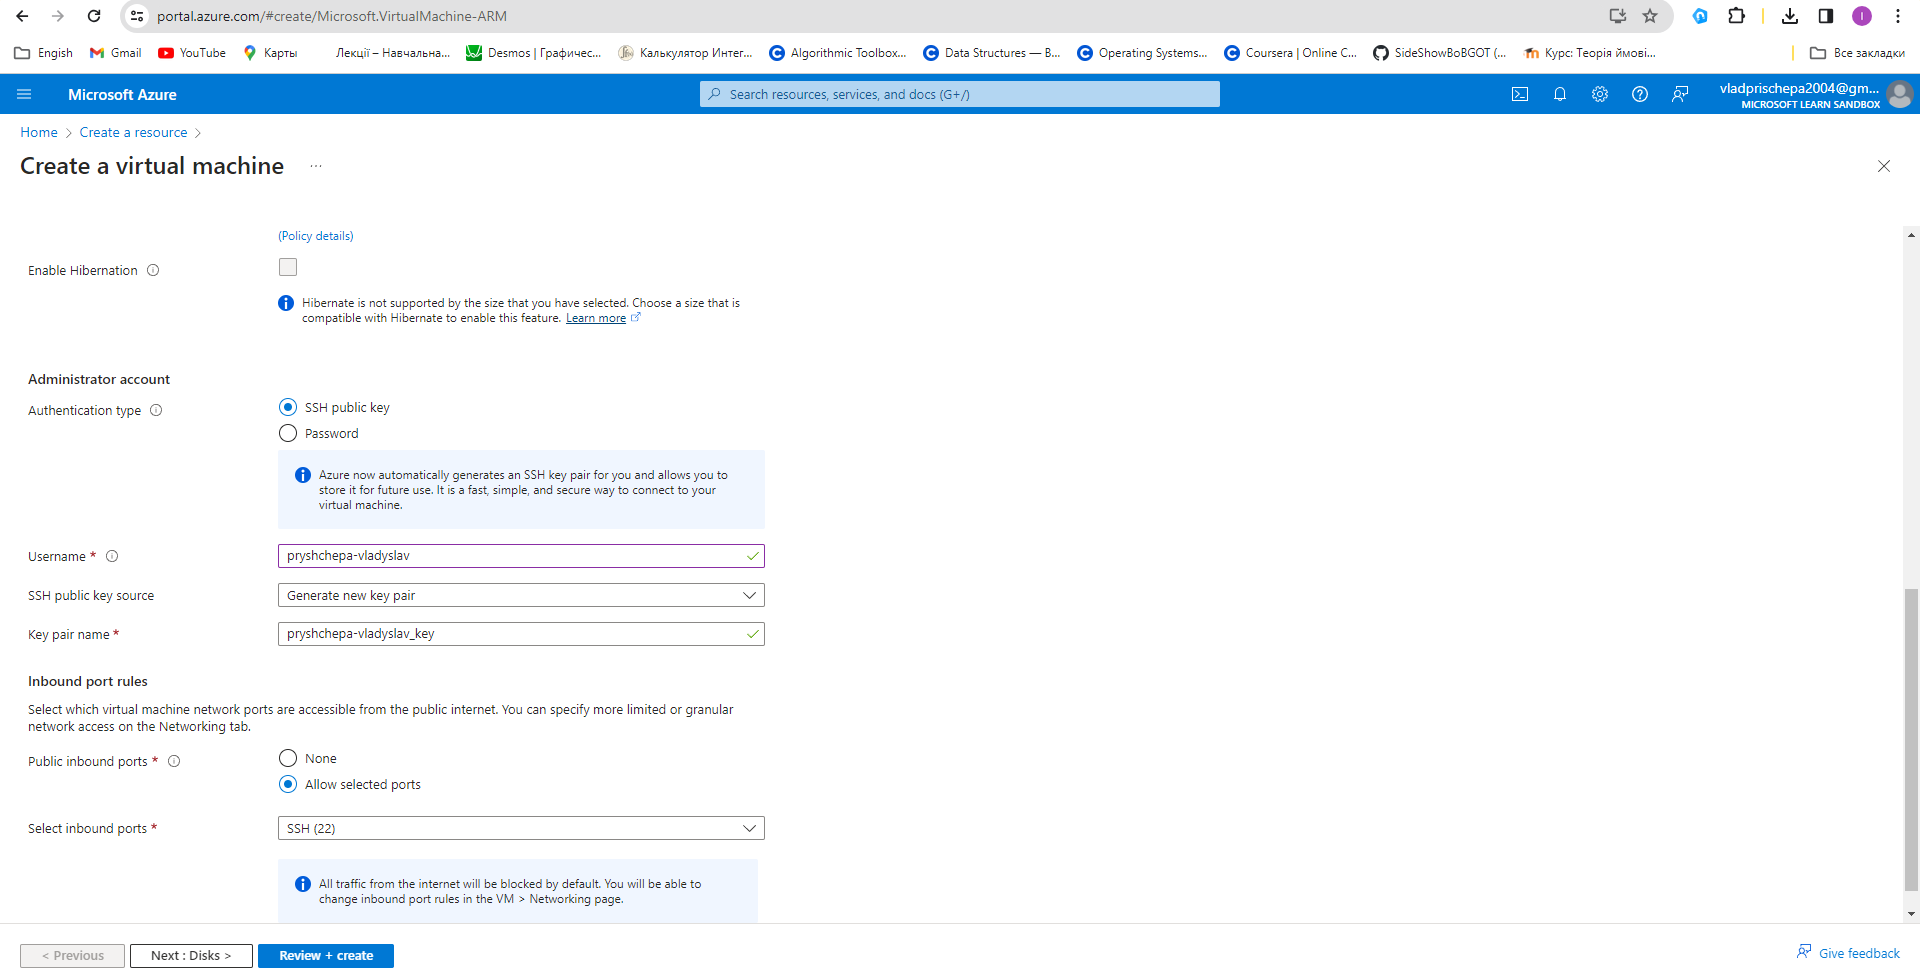 portal.azure.com/#create/Microsoft.VirtualMachine-ARM
Engish Gmail YouTube Карты Лекції – Навчальна... Desmos | Графичес... Калькулятор Интег... Algorithmic Toolbox... Data Structures — B... Operating Systems... Coursera | Online C... SideShowBoBGOT (... Курс: Теорія ймові... Все закладки
Microsoft Azure
Search resources, services, and docs (G+/)
vladprischepa2004@gm...
MICROSOFT LEARN SANDBOX
Home > Create a resource >
Create a virtual machine ...
(Policy details)
Enable Hibernation
Hibernate is not supported by the size that you have selected. Choose a size that is
compatible with Hibernate to enable this feature. Learn more
Administrator account
Authentication type
SSH public key
Password
Azure now automatically generates an SSH key pair for you and allows you to
store it for future use. It is a fast, simple, and secure way to connect to your
virtual machine.
Username *
pryshchepa-vladyslav
SSH public key source
Generate new key pair
Key pair name *
pryshchepa-vladyslav_key
Inbound port rules
Select which virtual machine network ports are accessible from the public internet. You can specify more limited or granular
network access on the Networking tab.
Public inbound ports *
None
Allow selected ports
Select inbound ports *
SSH (22)
All traffic from the internet will be blocked by default. You will be able to
change inbound port rules in the VM > Networking page.
< Previous
Next : Disks >
Review + create
Give feedback